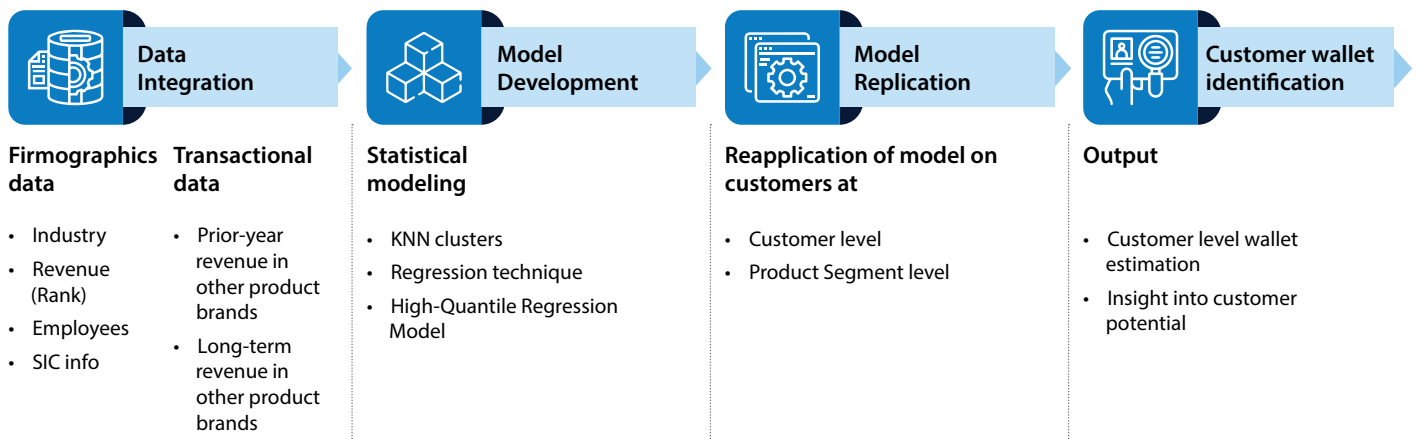 Data
Integration
Model
Development
Model
Replication
Customer wallet
identification
Firmographics
data
• Industry
• Revenue
(Rank)
• Employees
• SIC info
Transactional
data
• Prior-year
revenue in
other product
brands
• Long-term
revenue in
other product
brands
Statistical
modeling
• KNN clusters
• Regression technique
• High-Quantile Regression
Model
Reapplication of model on
customers at
• Customer level
• Product Segment level
Output
• Customer level wallet
estimation
• Insight into customer
potential